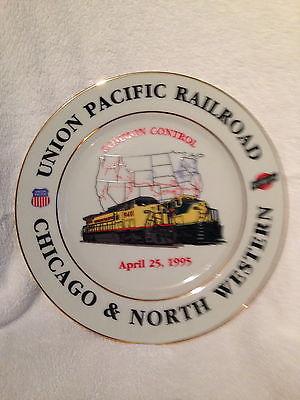 UNION PACIFIC RAILROAD
COMMON CONTROL
April 25, 1995
CHICAGO & NORTH WESTERN